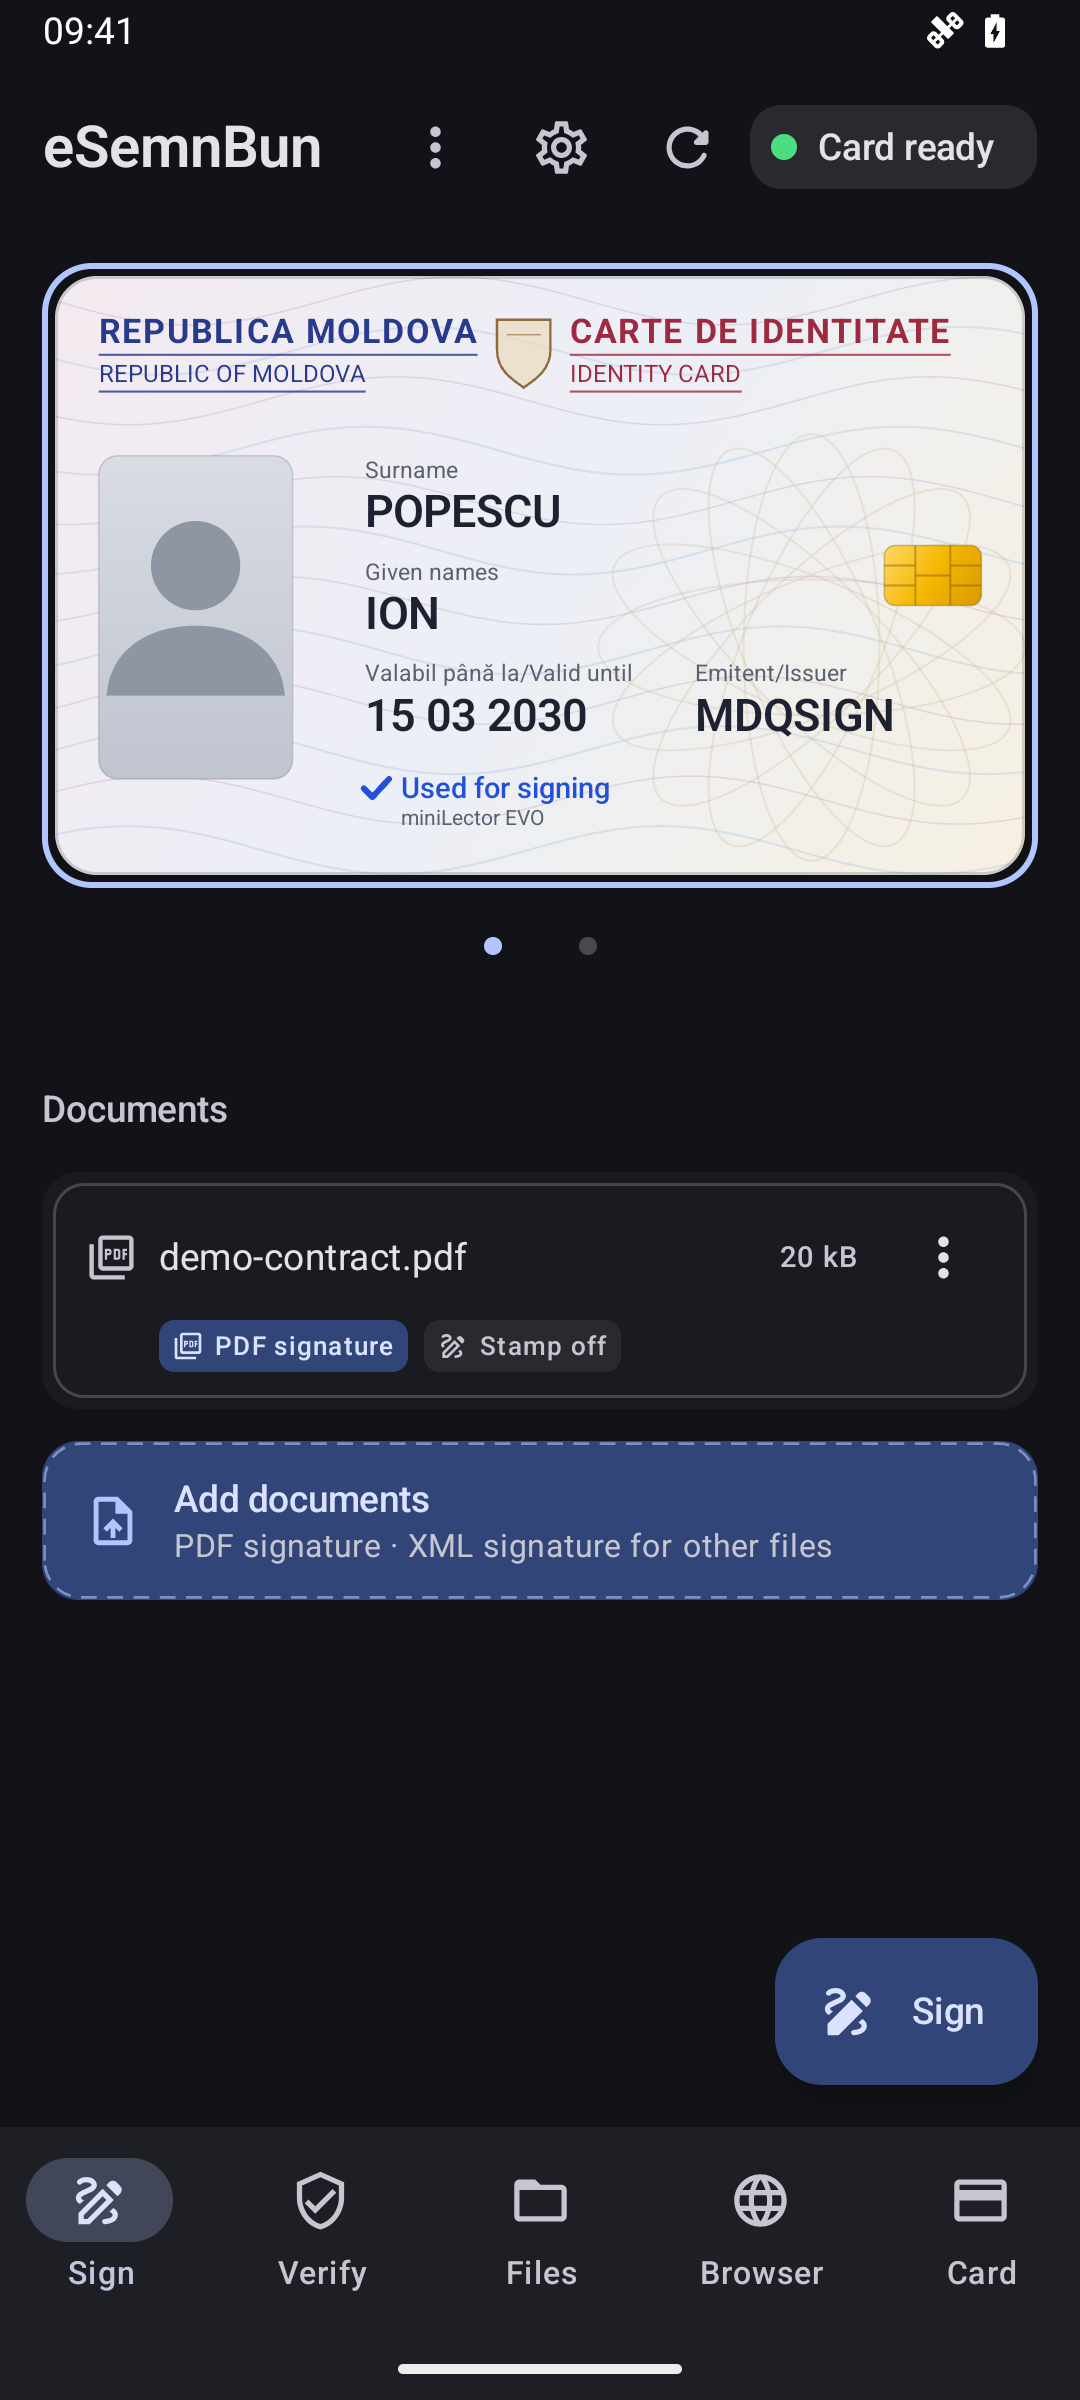 09:41
eSemnBun
Card ready
REPUBLICA MOLDOVA
REPUBLIC OF MOLDOVA
CARTE DE IDENTITATE
IDENTITY CARD
Surname
POPESCU
Given names
ION
Valabil până la/Valid until
15 03 2030
Emitent/Issuer
MDQSIGN
Used for signing
miniLector EVO
Documents
PDF
demo-contract.pdf
20 kB
PDF
PDF signature
Stamp off
Add documents
PDF signature · XML signature for other files
Sign
Sign
Verify
Files
Browser
Card